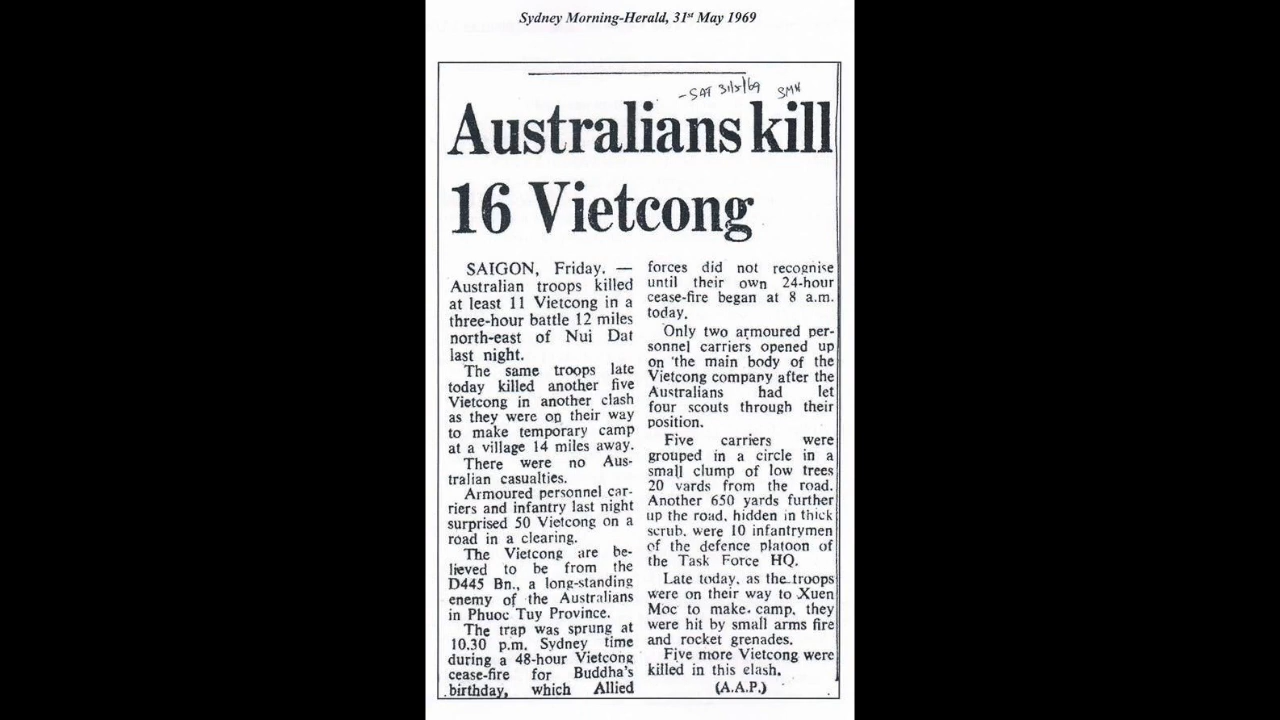 Sydney Morning-Herald, 31st May 1969
- SAT 31/5/69 SMH
Australians kill
16 Vietcong
SAIGON, Friday. —
Australian troops killed
at least 11 Vietcong in a
three-hour battle 12 miles
north-east of Nui Dat
last night.
The same troops late
today killed another five
Vietcong in another clash
as they were on their way
to make temporary camp
at a village 14 miles away.
There were no Aus-
tralian casualties.
Armoured personnel car-
riers and infantry last night
surprised 50 Vietcong on a
road in a clearing.
The Vietcong are be-
lieved to be from the
D445 Bn., a long-standing
enemy of the Australians
in Phuoc Tuy Province.
The trap was sprung at
10.30 p.m. Sydney time
during a 48-hour Vietcong
cease-fire for Buddha's
birthday, which Allied
forces did not recognise
until their own 24-hour
cease-fire began at 8 a.m.
today.
Only two armoured per-
sonnel carriers opened up
on the main body of the
Vietcong company after the
Australians had let
four scouts through their
position.
Five carriers were
grouped in a circle in a
small clump of low trees
20 yards from the road.
Another 650 yards further
up the road, hidden in thick
scrub, were 10 infantrymen
of the defence platoon of
the Task Force HQ.
Late today, as the troops
were on their way to Xuen
Moc to make camp, they
were hit by small arms fire
and rocket grenades.
Five more Vietcong were
killed in this clash.
(A.A.P.)